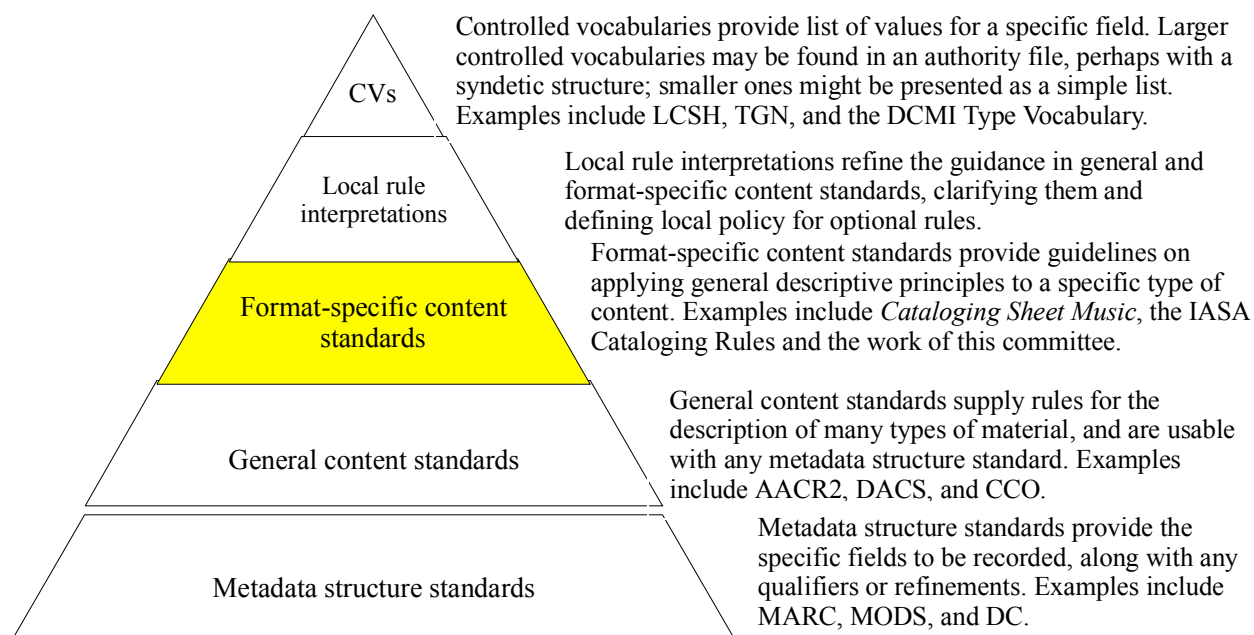 CVs
Controlled vocabularies provide list of values for a specific field. Larger
controlled vocabularies may be found in an authority file, perhaps with a
syndetic structure; smaller ones might be presented as a simple list.
Examples include LCSH, TGN, and the DCMI Type Vocabulary.
Local rule
interpretations
Local rule interpretations refine the guidance in general and
format-specific content standards, clarifying them and
defining local policy for optional rules.
Format-specific content
standards
Format-specific content standards provide guidelines on
applying general descriptive principles to a specific type of
content. Examples include Cataloging Sheet Music, the IASA
Cataloging Rules and the work of this committee.
General content standards
General content standards supply rules for the
description of many types of material, and are usable
with any metadata structure standard. Examples
include AACR2, DACS, and CCO.
Metadata structure standards
Metadata structure standards provide the
specific fields to be recorded, along with any
qualifiers or refinements. Examples include
MARC, MODS, and DC.